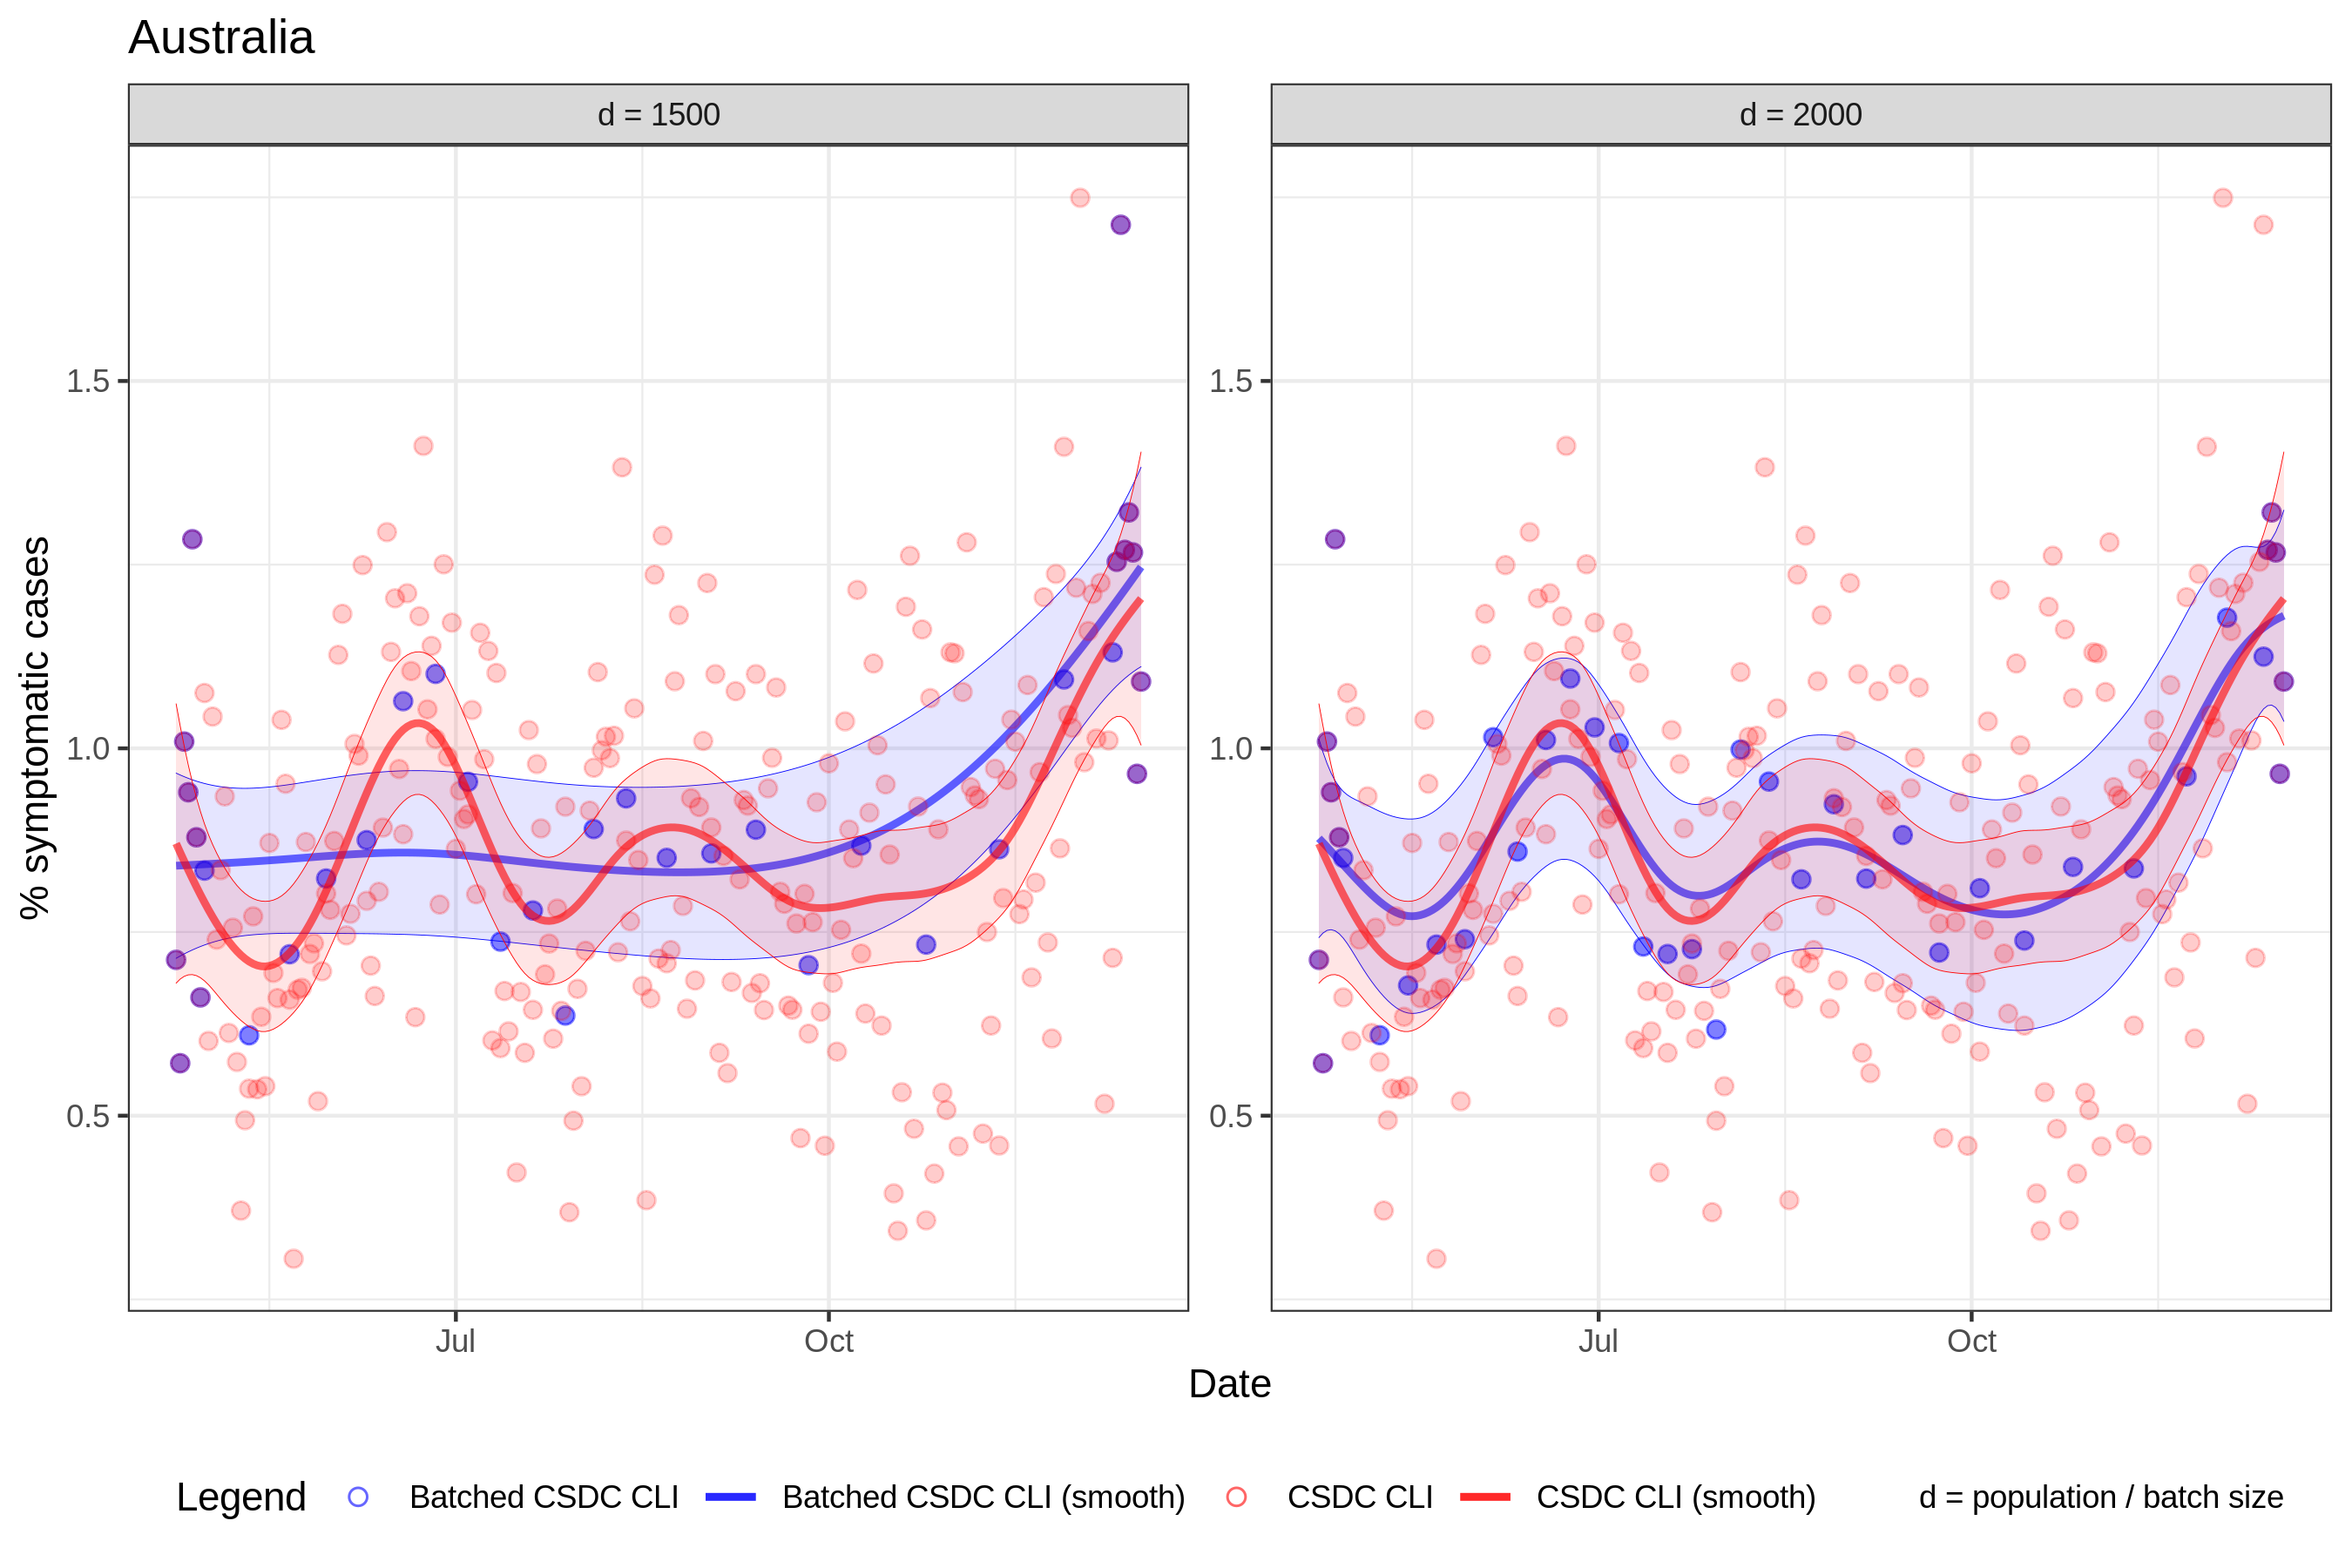 Australia
d = 1500
d = 2000
% symptomatic cases
1.5
1.0
0.5
1.5
1.0
0.5
Jul
Oct
Jul
Oct
Date
Legend
Batched CSDC CLI
Batched CSDC CLI (smooth)
CSDC CLI
CSDC CLI (smooth)
d = population / batch size